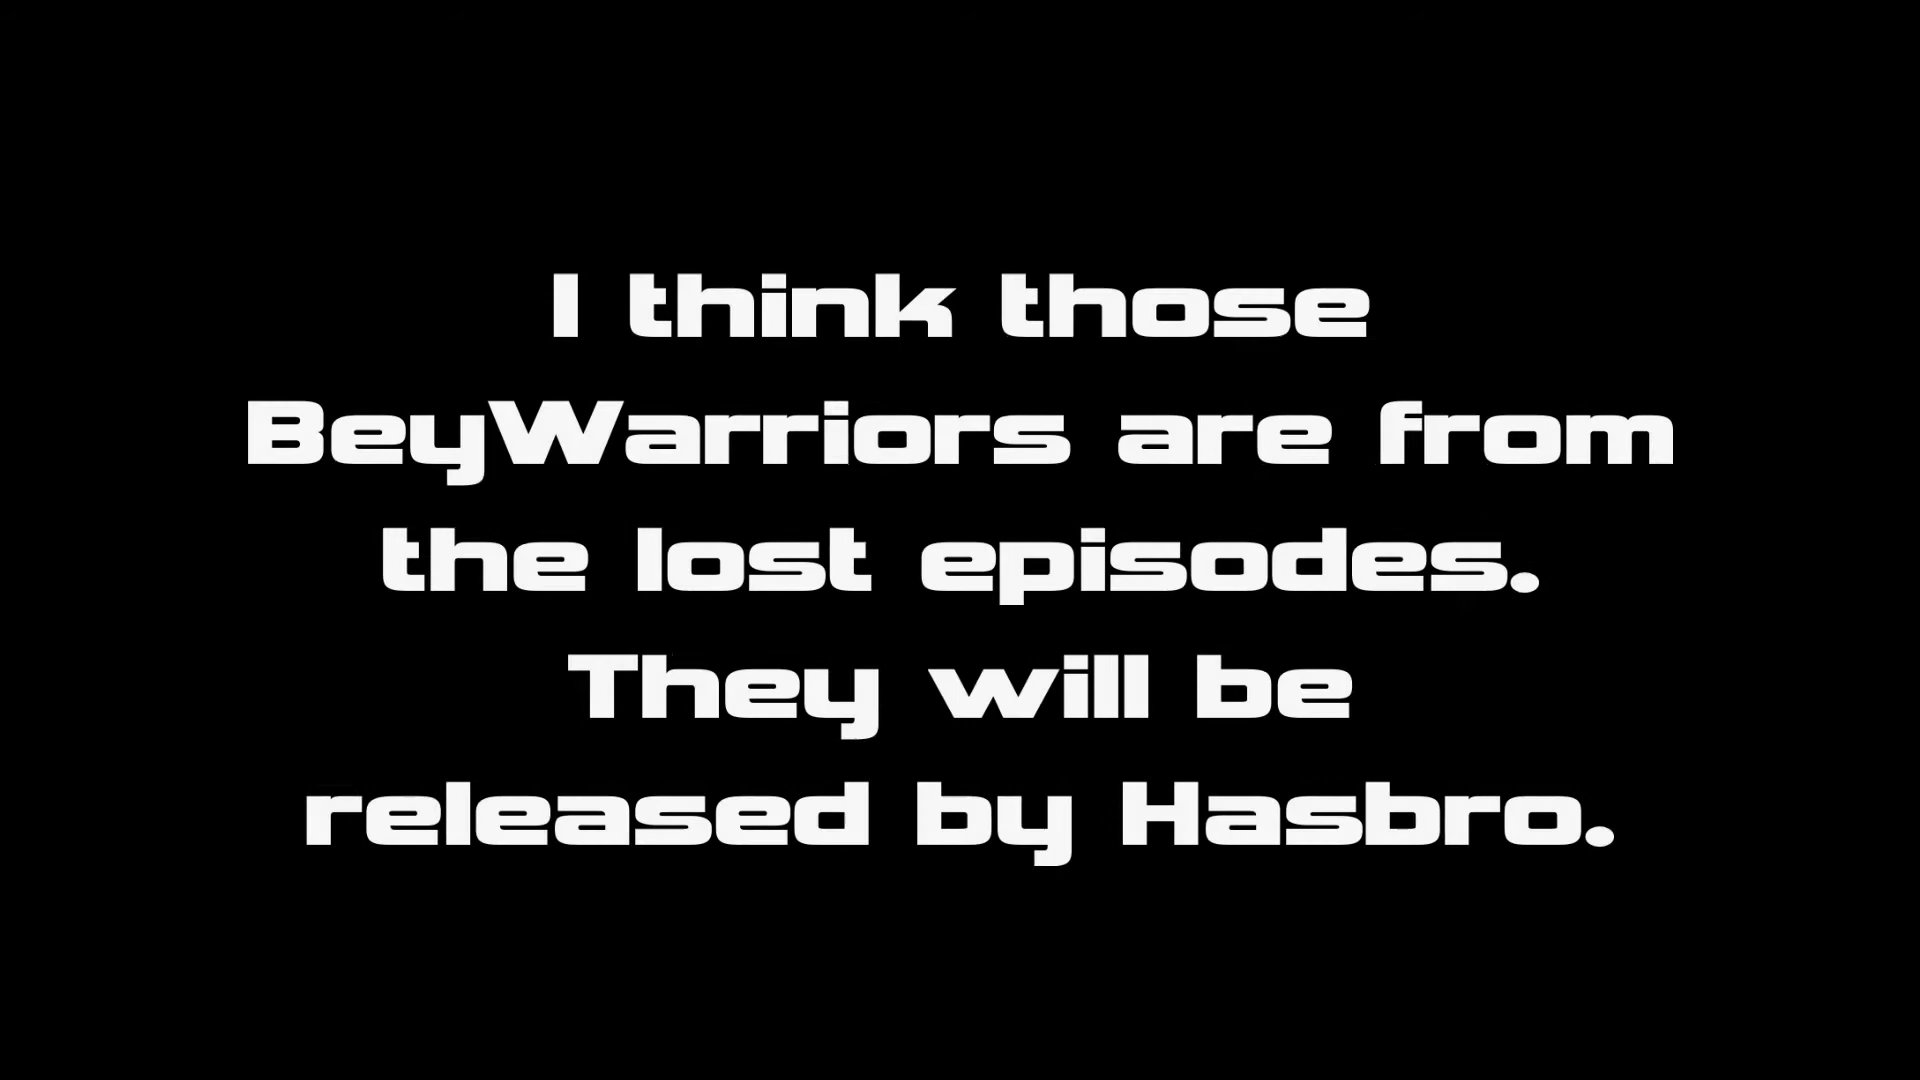 I think those
BeyWarriors are from
the lost episodes.
They will be
released by Hasbro.